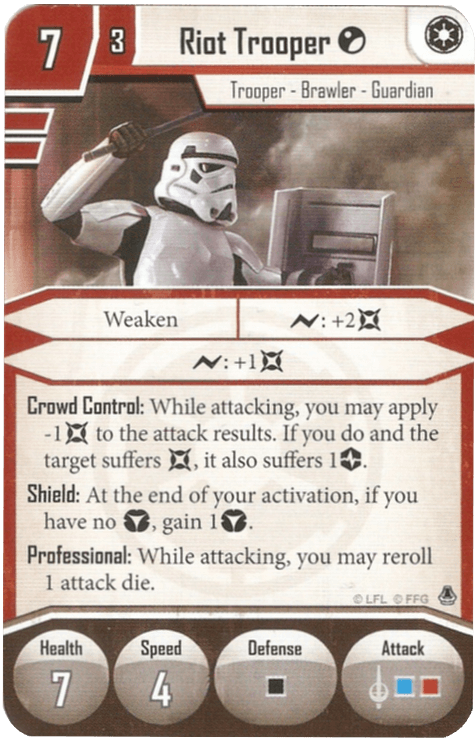 7 3 Riot Trooper
Trooper - Brawler - Guardian
Weaken : +2
: +1
Crowd Control: While attacking, you may apply
-1 to the attack results. If you do and the
target suffers , it also suffers 1.
Shield: At the end of your activation, if you
have no , gain 1.
Professional: While attacking, you may reroll
1 attack die.
© LFL © FFG
Health Speed Defense Attack
7 4